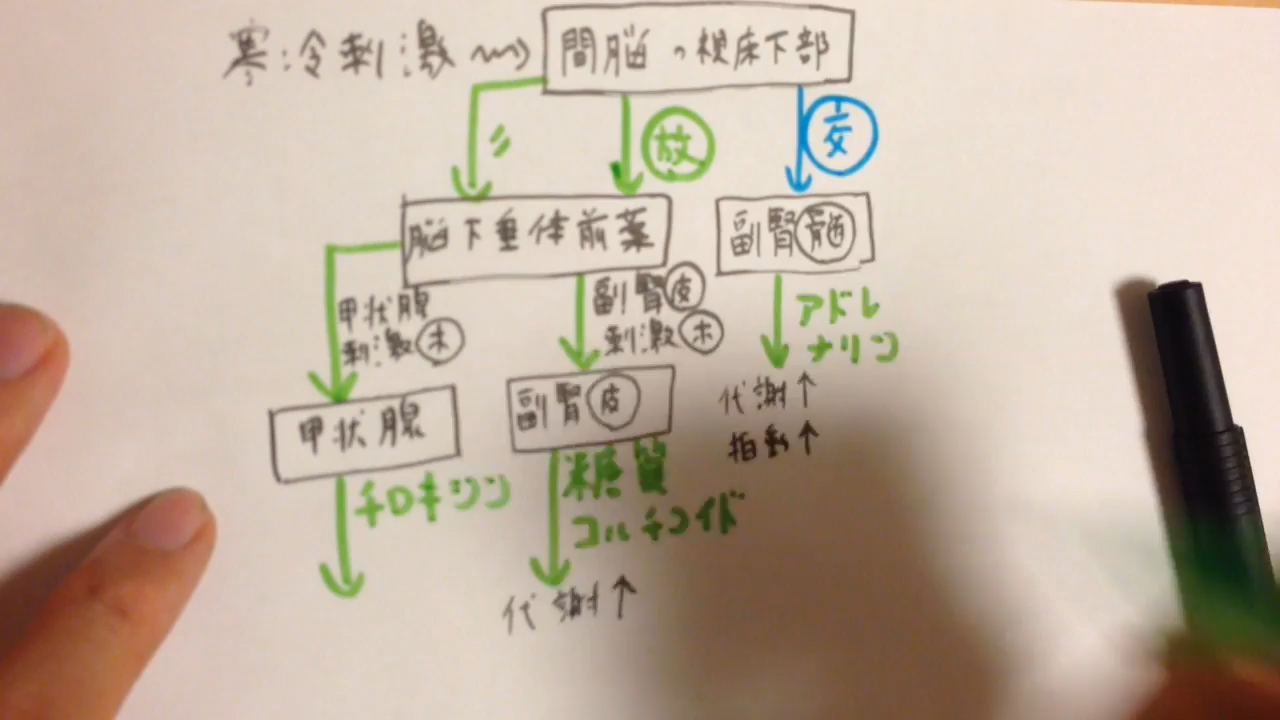 寒冷刺激
間脳の視床下部
〃
放
交
脳下垂体前葉
副腎髄
甲状腺
刺激ホ
副腎皮
刺激ホ
アドレ
ナリン
甲状腺
副腎皮
代謝↑
拍動↑
チロキシン
糖質
コルチコイド
代謝↑